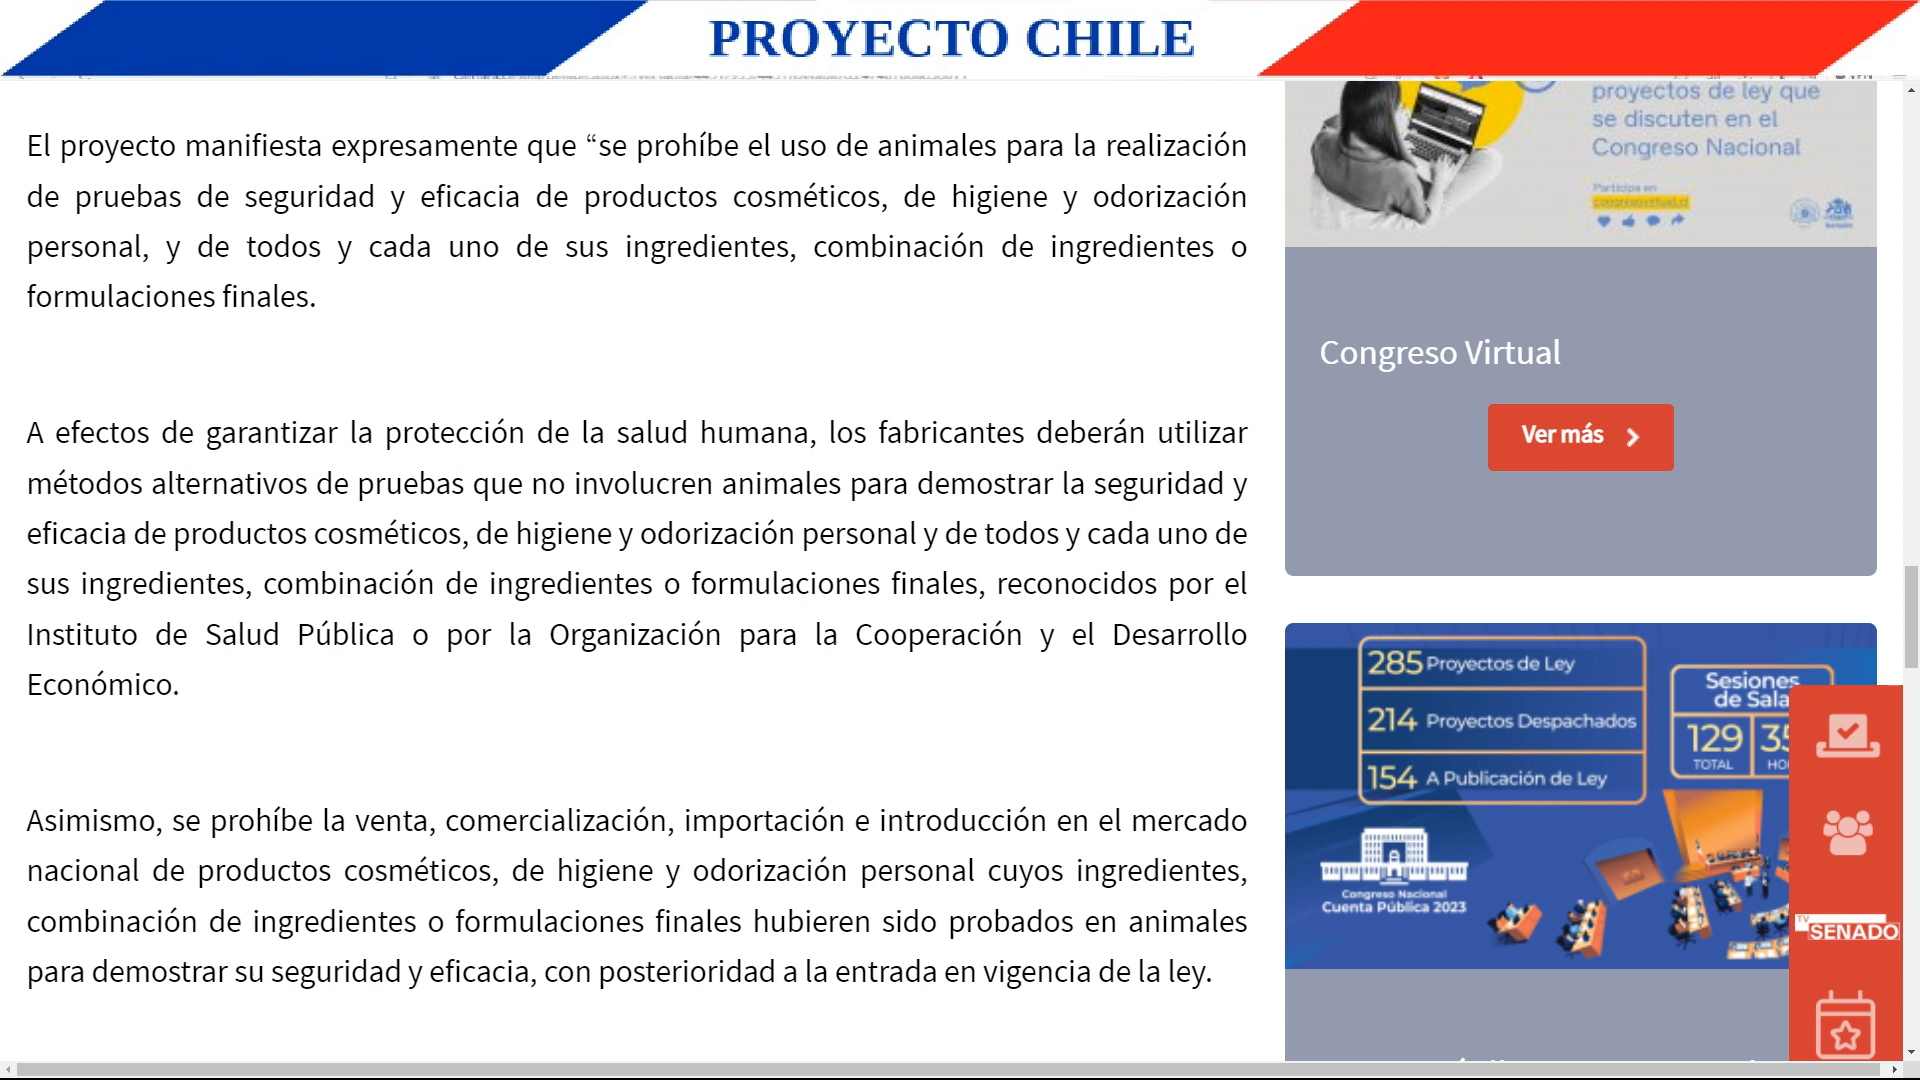 PROYECTO CHILE
El proyecto manifiesta expresamente que “se prohíbe el uso de animales para la realización
de pruebas de seguridad y eficacia de productos cosméticos, de higiene y odorización
personal, y de todos y cada uno de sus ingredientes, combinación de ingredientes o
formulaciones finales.
A efectos de garantizar la protección de la salud humana, los fabricantes deberán utilizar
métodos alternativos de pruebas que no involucren animales para demostrar la seguridad y
eficacia de productos cosméticos, de higiene y odorización personal y de todos y cada uno de
sus ingredientes, combinación de ingredientes o formulaciones finales, reconocidos por el
Instituto de Salud Pública o por la Organización para la Cooperación y el Desarrollo
Económico.
Asimismo, se prohíbe la venta, comercialización, importación e introducción en el mercado
nacional de productos cosméticos, de higiene y odorización personal cuyos ingredientes,
combinación de ingredientes o formulaciones finales hubieren sido probados en animales
para demostrar su seguridad y eficacia, con posterioridad a la entrada en vigencia de la ley.
proyectos de ley que
se discuten en el
Congreso Nacional
Participa en
congresovirtual.cl
Congreso Virtual
Ver más
285 Proyectos de Ley
214 Proyectos Despachados
154 A Publicación de Ley
Sesiones
de Sala
129
TOTAL
Congreso Nacional
Cuenta Pública 2023
TV
SENADO